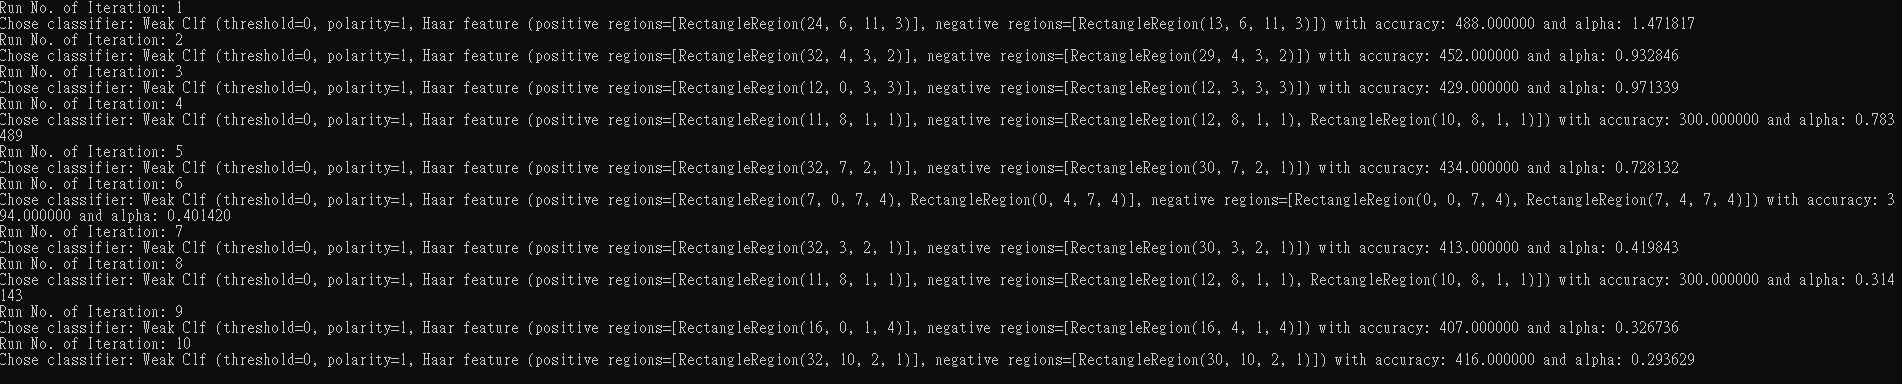 Run No. of Iteration: 1
Chose classifier: Weak Clf (threshold=0, polarity=1, Haar feature (positive regions=[RectangleRegion(24, 6, 11, 3)], negative regions=[RectangleRegion(13, 6, 11, 3)]) with accuracy: 488.000000 and alpha: 1.471817
Run No. of Iteration: 2
Chose classifier: Weak Clf (threshold=0, polarity=1, Haar feature (positive regions=[RectangleRegion(32, 4, 3, 2)], negative regions=[RectangleRegion(29, 4, 3, 2)]) with accuracy: 452.000000 and alpha: 0.932846
Run No. of Iteration: 3
Chose classifier: Weak Clf (threshold=0, polarity=1, Haar feature (positive regions=[RectangleRegion(12, 0, 3, 3)], negative regions=[RectangleRegion(12, 3, 3, 3)]) with accuracy: 429.000000 and alpha: 0.971339
Run No. of Iteration: 4
Chose classifier: Weak Clf (threshold=0, polarity=1, Haar feature (positive regions=[RectangleRegion(11, 8, 1, 1)], negative regions=[RectangleRegion(12, 8, 1, 1), RectangleRegion(10, 8, 1, 1)]) with accuracy: 300.000000 and alpha: 0.783
489
Run No. of Iteration: 5
Chose classifier: Weak Clf (threshold=0, polarity=1, Haar feature (positive regions=[RectangleRegion(32, 7, 2, 1)], negative regions=[RectangleRegion(30, 7, 2, 1)]) with accuracy: 434.000000 and alpha: 0.728132
Run No. of Iteration: 6
Chose classifier: Weak Clf (threshold=0, polarity=1, Haar feature (positive regions=[RectangleRegion(7, 0, 7, 4), RectangleRegion(0, 4, 7, 4)], negative regions=[RectangleRegion(0, 0, 7, 4), RectangleRegion(7, 4, 7, 4)]) with accuracy: 3
94.000000 and alpha: 0.401420
Run No. of Iteration: 7
Chose classifier: Weak Clf (threshold=0, polarity=1, Haar feature (positive regions=[RectangleRegion(32, 3, 2, 1)], negative regions=[RectangleRegion(30, 3, 2, 1)]) with accuracy: 413.000000 and alpha: 0.419843
Run No. of Iteration: 8
Chose classifier: Weak Clf (threshold=0, polarity=1, Haar feature (positive regions=[RectangleRegion(11, 8, 1, 1)], negative regions=[RectangleRegion(12, 8, 1, 1), RectangleRegion(10, 8, 1, 1)]) with accuracy: 300.000000 and alpha: 0.314
143
Run No. of Iteration: 9
Chose classifier: Weak Clf (threshold=0, polarity=1, Haar feature (positive regions=[RectangleRegion(16, 0, 1, 4)], negative regions=[RectangleRegion(16, 4, 1, 4)]) with accuracy: 407.000000 and alpha: 0.326736
Run No. of Iteration: 10
Chose classifier: Weak Clf (threshold=0, polarity=1, Haar feature (positive regions=[RectangleRegion(32, 10, 2, 1)], negative regions=[RectangleRegion(30, 10, 2, 1)]) with accuracy: 416.000000 and alpha: 0.293629